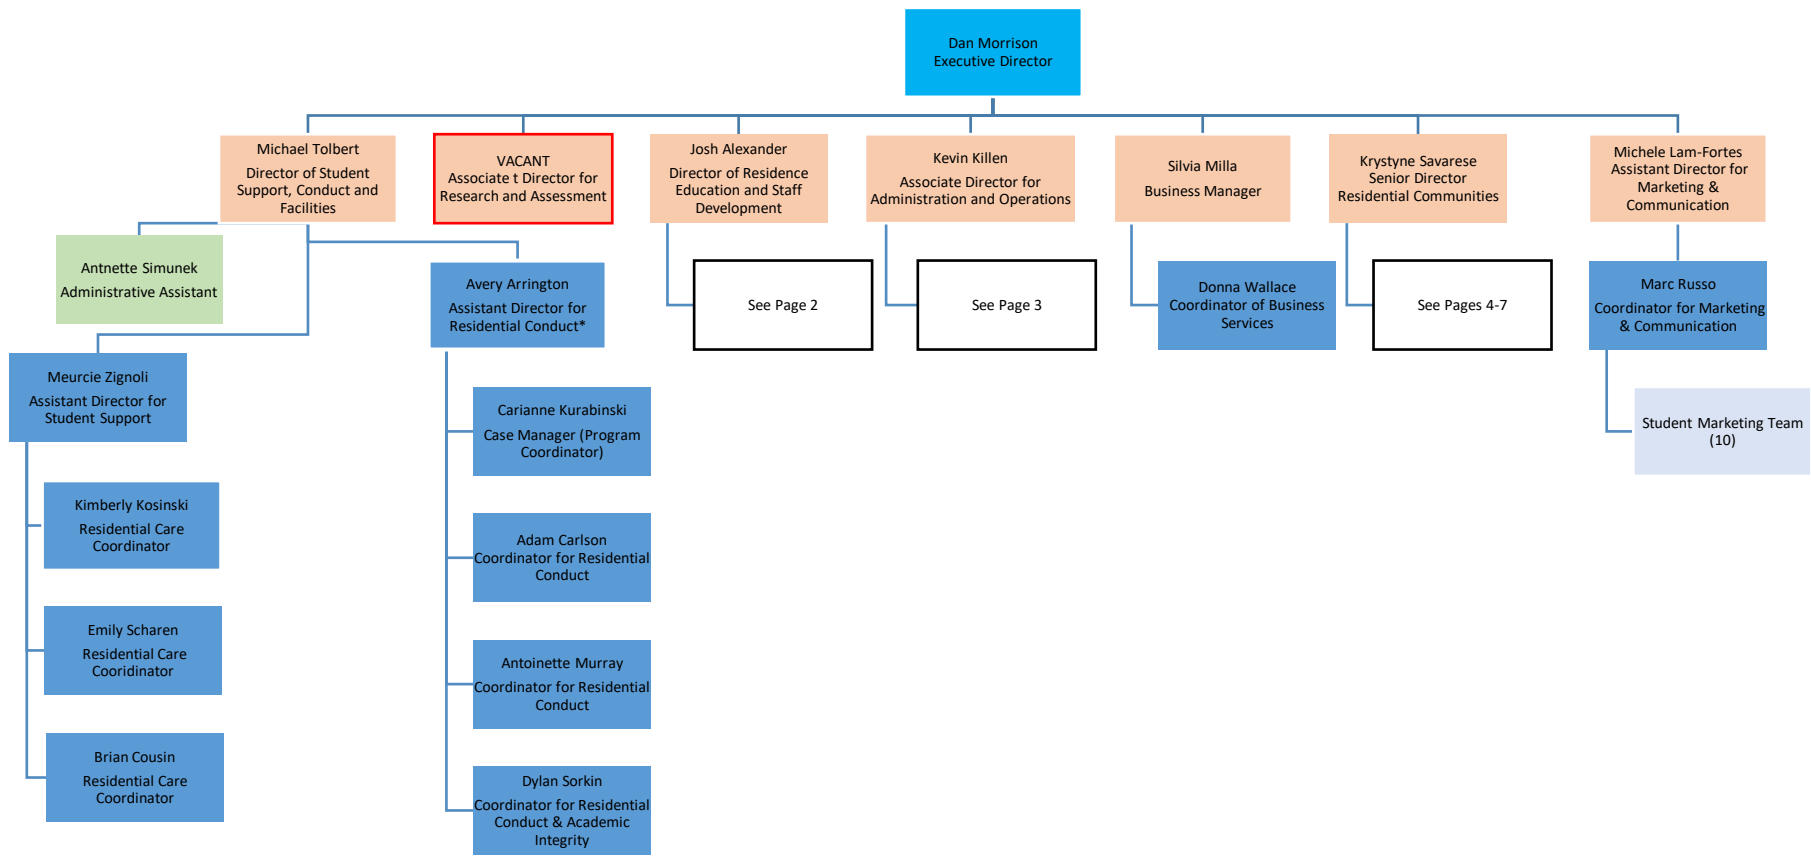 Dan Morrison
Executive Director
Michael Tolbert
Director of Student
Support, Conduct and
Facilities
VACANT
Associate t Director for
Research and Assessment
Josh Alexander
Director of Residence
Education and Staff
Development
Kevin Killen
Associate Director for
Administration and Operations
Silvia Milla
Business Manager
Krystyne Savarese
Senior Director
Residential Communities
Michele Lam-Fortes
Assistant Director for
Marketing &
Communication
Antnette Simunek
Administrative Assistant
Avery Arrington
Assistant Director for
Residential Conduct*
See Page 2
See Page 3
Donna Wallace
Coordinator of Business
Services
See Pages 4-7
Marc Russo
Coordinator for Marketing
& Communication
Meurcie Zignoli
Assistant Director for
Student Support
Carianne Kurabinski
Case Manager (Program
Coordinator)
Student Marketing Team
(10)
Kimberly Kosinski
Residential Care
Coordinator
Adam Carlson
Coordinator for Residential
Conduct
Emily Scharen
Residential Care
Cooridinator
Antoinette Murray
Coordinator for Residential
Conduct
Brian Cousin
Residential Care
Coordinator
Dylan Sorkin
Coordinator for Residential
Conduct & Academic
Integrity